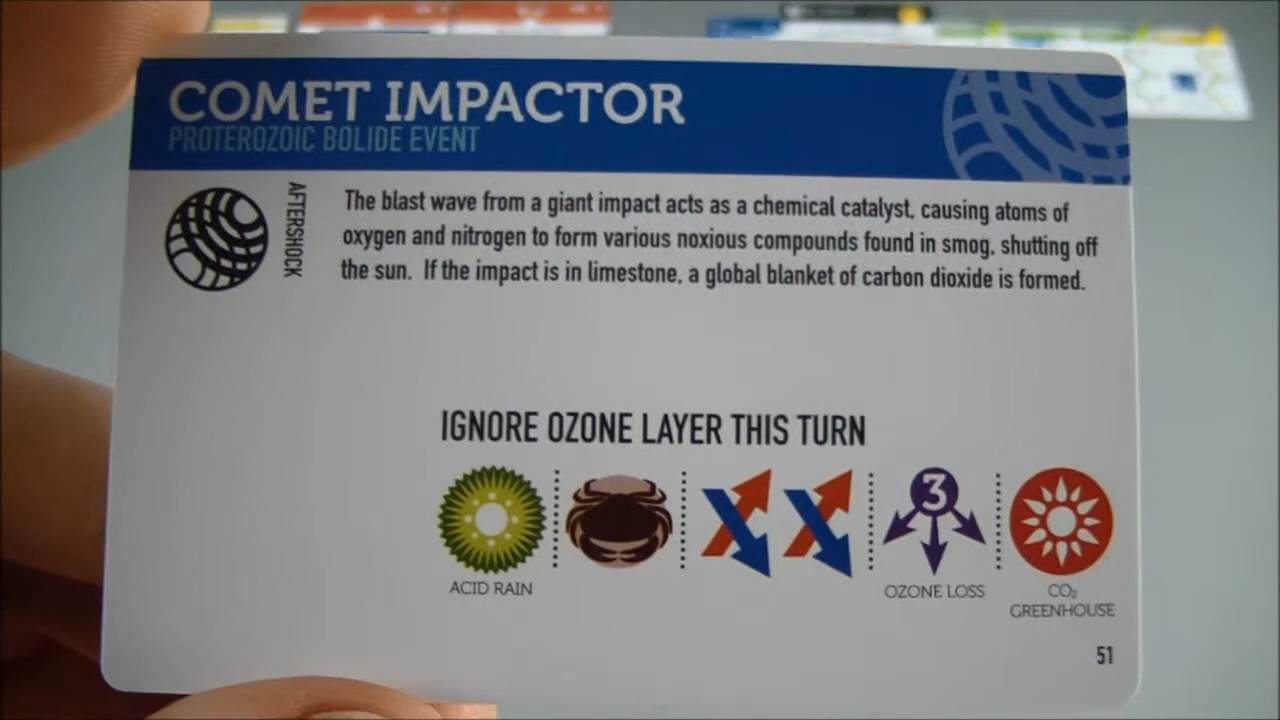 COMET IMPACTOR
PROTEROZOIC BOLIDE EVENT
AFTERSHOCK
The blast wave from a giant impact acts as a chemical catalyst, causing atoms of
oxygen and nitrogen to form various noxious compounds found in smog, shutting off
the sun. If the impact is in limestone, a global blanket of carbon dioxide is formed.
IGNORE OZONE LAYER THIS TURN
3
ACID RAIN
OZONE LOSS
CO₂
GREENHOUSE
51